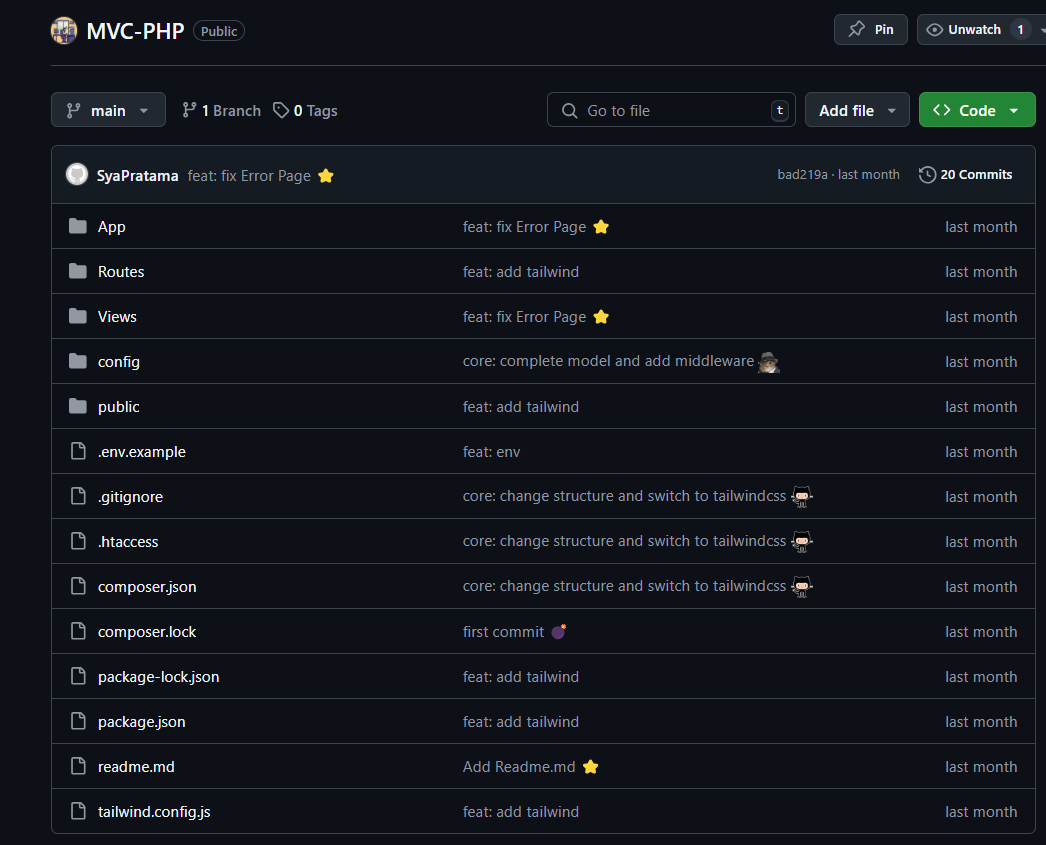 MVC-PHP Public Pin Unwatch 1
main 1 Branch 0 Tags Go to file t Add file <> Code
SyaPratama feat: fix Error Page ⭐ bad219a · last month 20 Commits
App feat: fix Error Page ⭐ last month
Routes feat: add tailwind last month
Views feat: fix Error Page ⭐ last month
config core: complete model and add middleware last month
public feat: add tailwind last month
.env.example feat: env last month
.gitignore core: change structure and switch to tailwindcss last month
.htaccess core: change structure and switch to tailwindcss last month
composer.json core: change structure and switch to tailwindcss last month
composer.lock first commit 💣 last month
package-lock.json feat: add tailwind last month
package.json feat: add tailwind last month
readme.md Add Readme.md ⭐ last month
tailwind.config.js feat: add tailwind last month